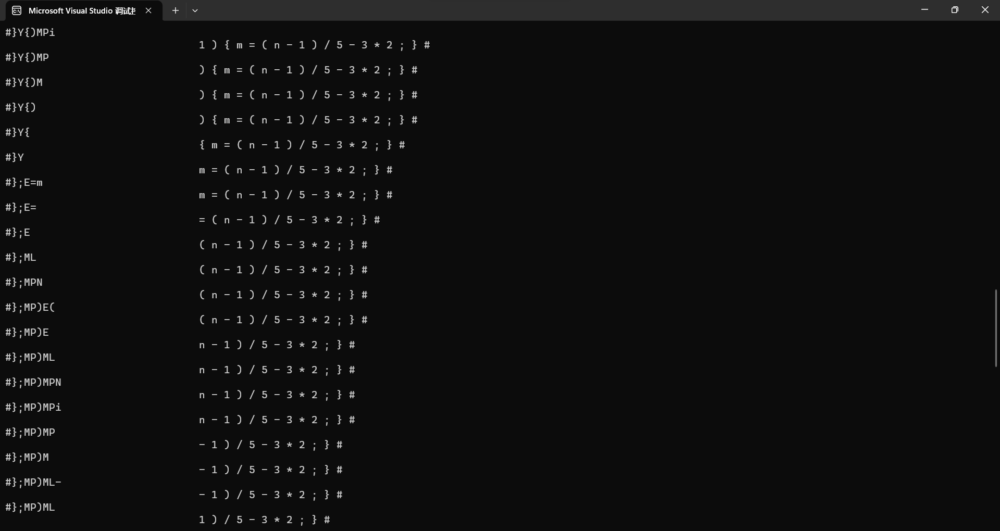 Microsoft Visual Studio 调试
#}Y{)MPi
1 ) { m = ( n - 1 ) / 5 - 3 * 2 ; } #
#}Y{)MP
) { m = ( n - 1 ) / 5 - 3 * 2 ; } #
#}Y{)M
) { m = ( n - 1 ) / 5 - 3 * 2 ; } #
#}Y{)
) { m = ( n - 1 ) / 5 - 3 * 2 ; } #
#}Y{
{ m = ( n - 1 ) / 5 - 3 * 2 ; } #
#}Y
m = ( n - 1 ) / 5 - 3 * 2 ; } #
#};E=m
m = ( n - 1 ) / 5 - 3 * 2 ; } #
#};E=
= ( n - 1 ) / 5 - 3 * 2 ; } #
#};E
( n - 1 ) / 5 - 3 * 2 ; } #
#};ML
( n - 1 ) / 5 - 3 * 2 ; } #
#};MPN
( n - 1 ) / 5 - 3 * 2 ; } #
#};MP)E(
( n - 1 ) / 5 - 3 * 2 ; } #
#};MP)E
n - 1 ) / 5 - 3 * 2 ; } #
#};MP)ML
n - 1 ) / 5 - 3 * 2 ; } #
#};MP)MPN
n - 1 ) / 5 - 3 * 2 ; } #
#};MP)MPi
n - 1 ) / 5 - 3 * 2 ; } #
#};MP)MP
- 1 ) / 5 - 3 * 2 ; } #
#};MP)M
- 1 ) / 5 - 3 * 2 ; } #
#};MP)ML-
- 1 ) / 5 - 3 * 2 ; } #
#};MP)ML
1 ) / 5 - 3 * 2 ; } #